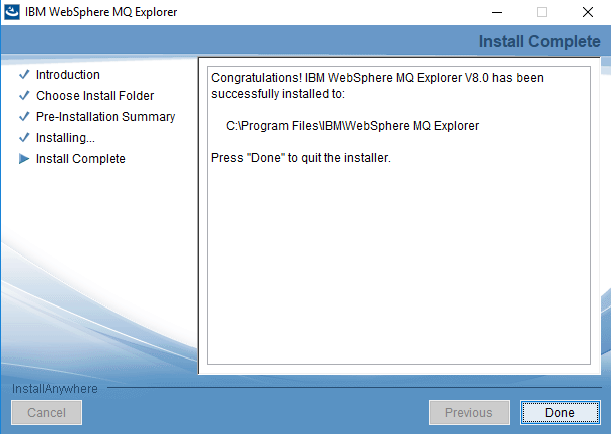 IBM WebSphere MQ Explorer
Install Complete
Introduction
Choose Install Folder
Pre-Installation Summary
Installing...
Install Complete
Congratulations! IBM WebSphere MQ Explorer V8.0 has been
successfully installed to:
C:\Program Files\IBM\WebSphere MQ Explorer
Press "Done" to quit the installer.
InstallAnywhere
Cancel
Previous
Done